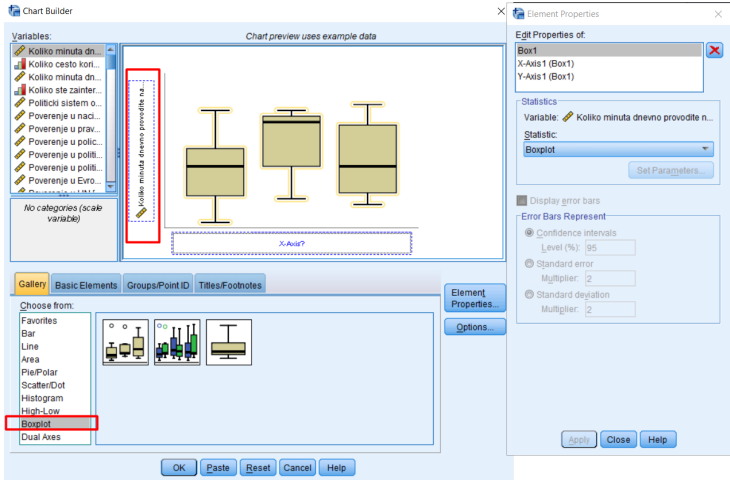 Chart Builder
Variables:
Koliko minuta dn...
Koliko cesto kori...
Koliko minuta dn...
Koliko ste zainter...
Politicki sistem o...
Poverenje u naci...
Poverenje u prav...
Poverenje u polic...
Poverenje u politi...
Poverenje u politi...
Poverenje u Evro...
No categories (scale
variable)
Chart preview uses example data
Koliko minuta dnevno provodite na...
X-Axis?
Gallery
Basic Elements
Groups/Point ID
Titles/Footnotes
Choose from:
Favorites
Bar
Line
Area
Pie/Polar
Scatter/Dot
Histogram
High-Low
Boxplot
Dual Axes
Element
Properties...
Options...
OK
Paste
Reset
Cancel
Help
Element Properties
Edit Properties of:
Box1
X-Axis1 (Box1)
Y-Axis1 (Box1)
Statistics
Variable: Koliko minuta dnevno provodite n...
Statistic:
Boxplot
Set Parameters...
Display error bars
Error Bars Represent
Confidence intervals
Level (%): 95
Standard error
Multiplier: 2
Standard deviation
Multiplier: 2
Apply
Close
Help